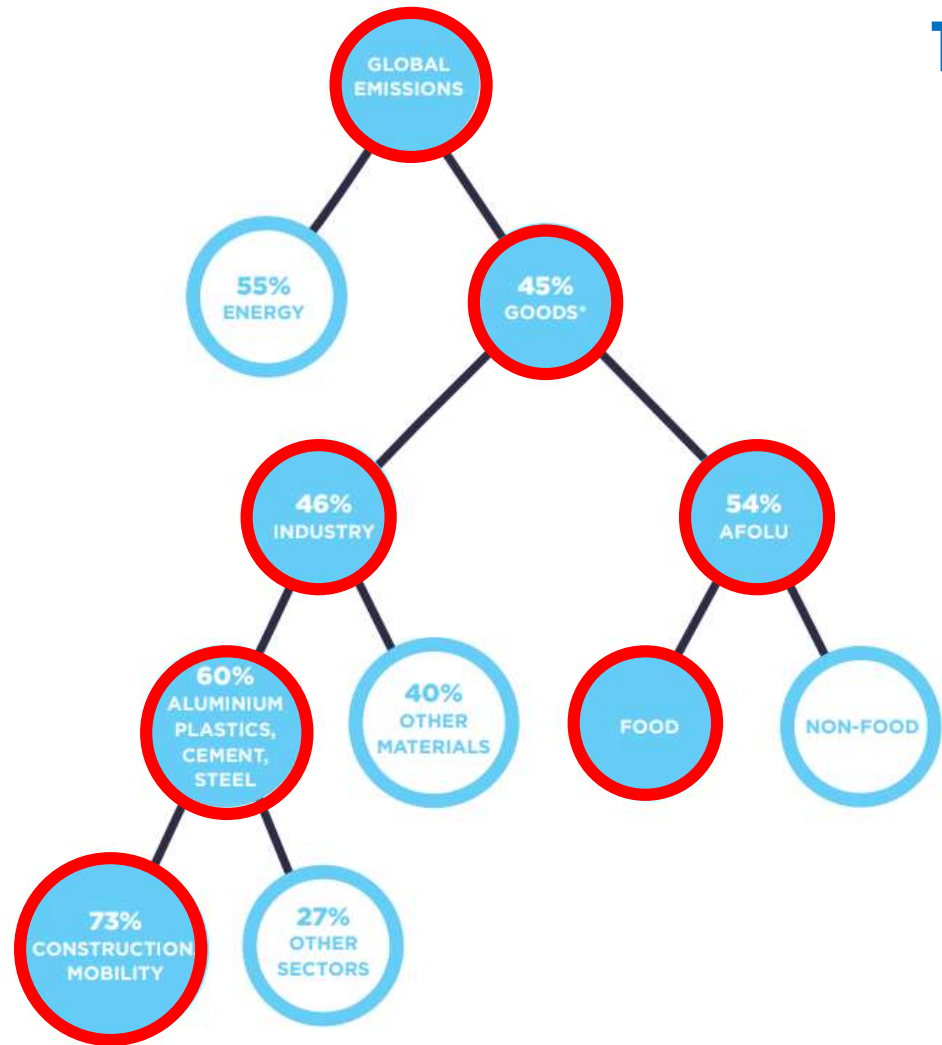 GLOBAL
EMISSIONS
55%
ENERGY
45%
GOODS*
46%
INDUSTRY
54%
AFOLU
60%
ALUMINIUM
PLASTICS,
CEMENT,
STEEL
40%
OTHER
MATERIALS
FOOD
NON-FOOD
73%
CONSTRUCTION
MOBILITY
27%
OTHER
SECTORS